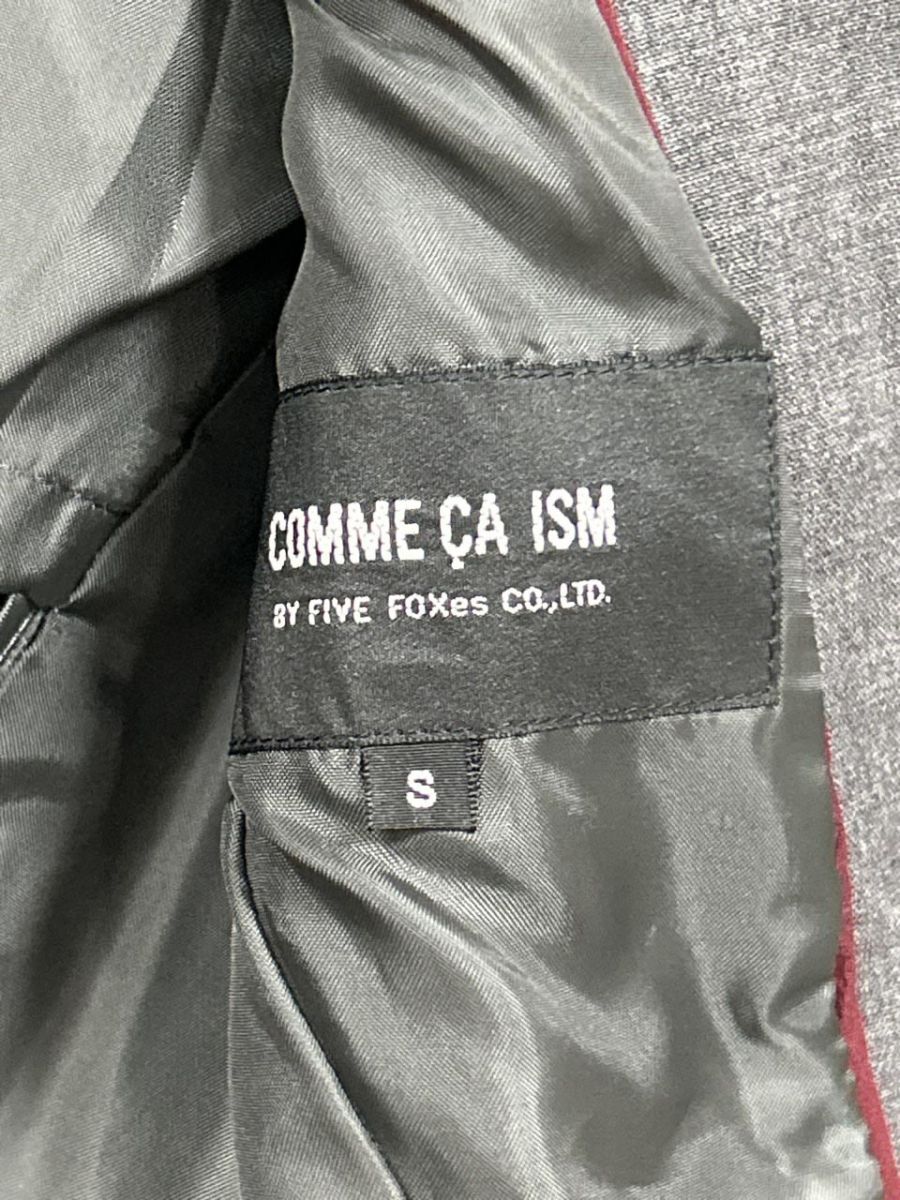 COMME ÇA ISM
BY FIVE FOXes CO.,LTD.
S